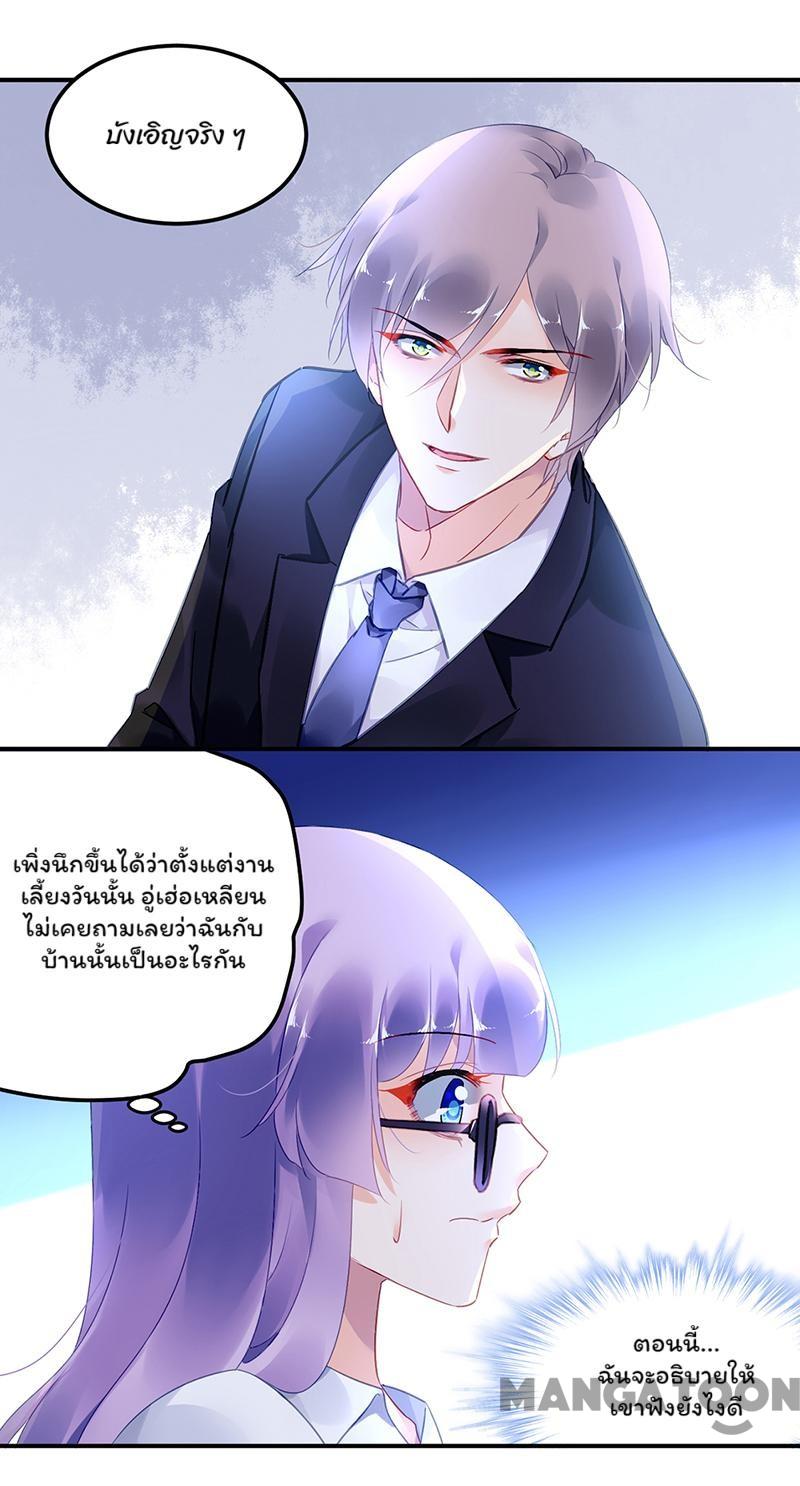 บังเอิญจริง ๆ
เพิ่งนึกขึ้นได้ว่าตั้งแต่งาน
เลี้ยงวันนั้น อู่เฮ่อเหลียน
ไม่เคยถามเลยว่าฉันกับ
บ้านนั้นเป็นอะไรกัน
ตอนนี้...
ฉันจะอธิบายให้
เขาฟังยังไงดี
MANGATOON